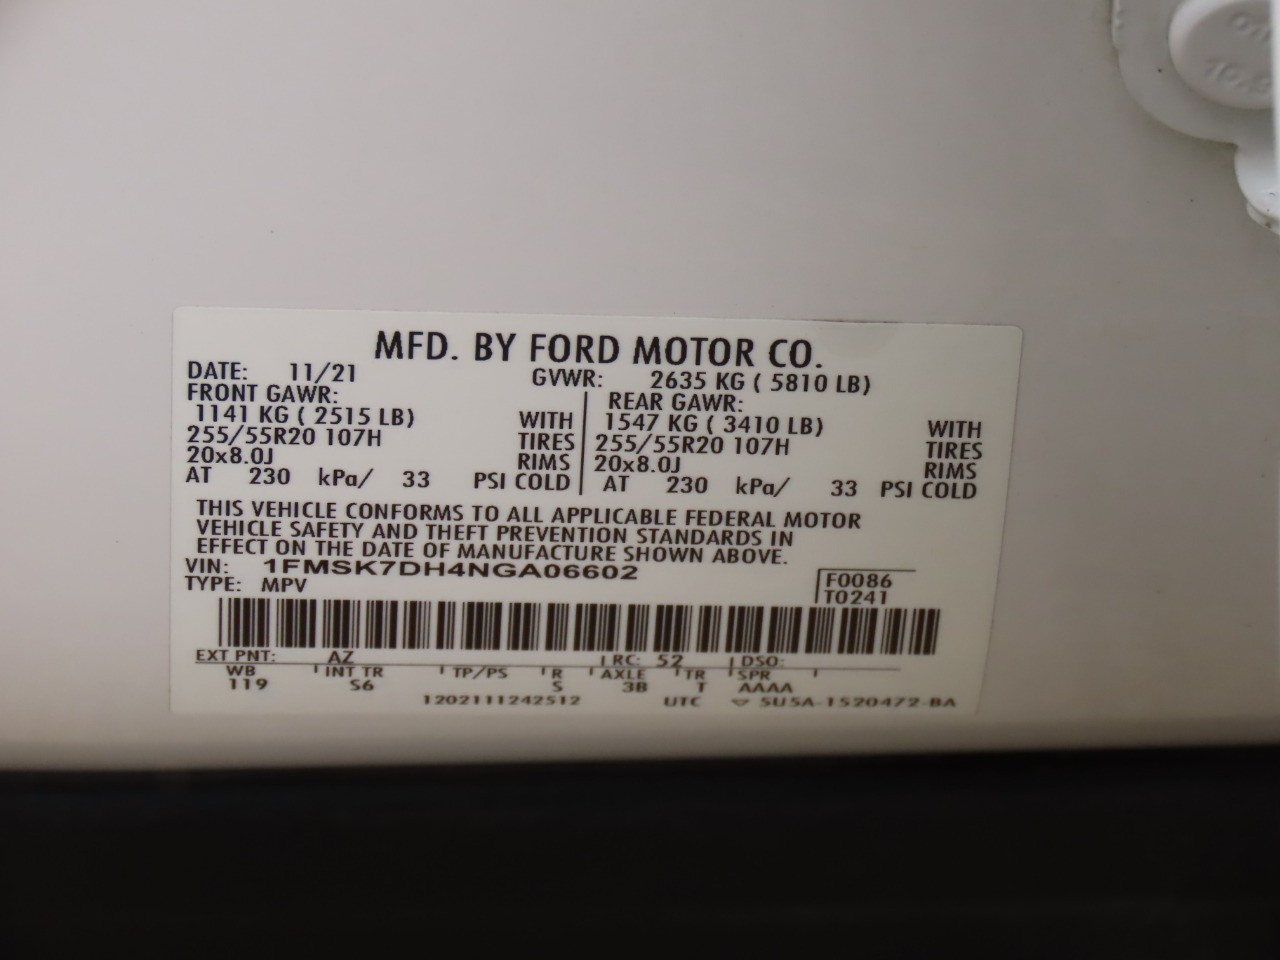 MFD. BY FORD MOTOR CO.
DATE: 11/21 GVWR: 2635 KG ( 5810 LB)
FRONT GAWR: REAR GAWR:
1141 KG ( 2515 LB) WITH 1547 KG ( 3410 LB) WITH
255/55R20 107H TIRES 255/55R20 107H TIRES
20x8.0J RIMS 20x8.0J RIMS
AT 230 kPa/ 33 PSI COLD AT 230 kPa/ 33 PSI COLD
THIS VEHICLE CONFORMS TO ALL APPLICABLE FEDERAL MOTOR
VEHICLE SAFETY AND THEFT PREVENTION STANDARDS IN
EFFECT ON THE DATE OF MANUFACTURE SHOWN ABOVE.
VIN: 1FMSK7DH4NGA06602
TYPE: MPV
F0086
T0241
EXT PNT: AZ RC: 52 DSO:
WB INT TR TP/PS R AXLE TR SPR
119 S6 S 3B T AAAA
1202111242512 UTC 5U5A-1520472-BA